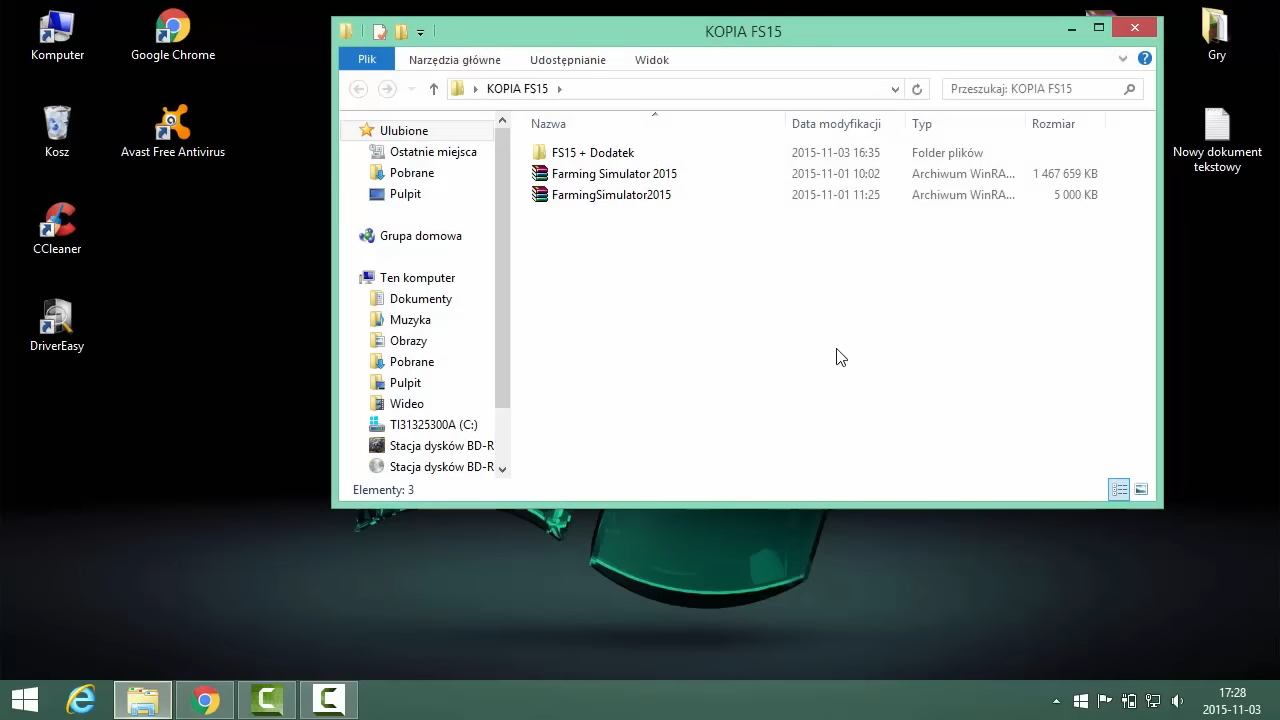 Komputer
Google Chrome
Kosz
Avast Free Antivirus
CCleaner
DriverEasy
KOPIA FS15
Plik
Narzędzia główne
Udostępnianie
Widok
KOPIA FS15
Przeszukaj: KOPIA FS15
Nazwa
Data modyfikacji
Typ
Rozmiar
FS15 + Dodatek
2015-11-03 16:35
Folder plików
Farming Simulator 2015
2015-11-01 10:02
Archiwum WinRA...
1 467 659 KB
FarmingSimulator2015
2015-11-01 11:25
Archiwum WinRA...
5 000 KB
Ulubione
Ostatnie miejsca
Pobrane
Pulpit
Grupa domowa
Ten komputer
Dokumenty
Muzyka
Obrazy
Pobrane
Pulpit
Wideo
TI31325300A (C:)
Stacja dysków BD-R
Stacja dysków BD-R
Elementy: 3
Gry
Nowy dokument
tekstowy
17:28
2015-11-03